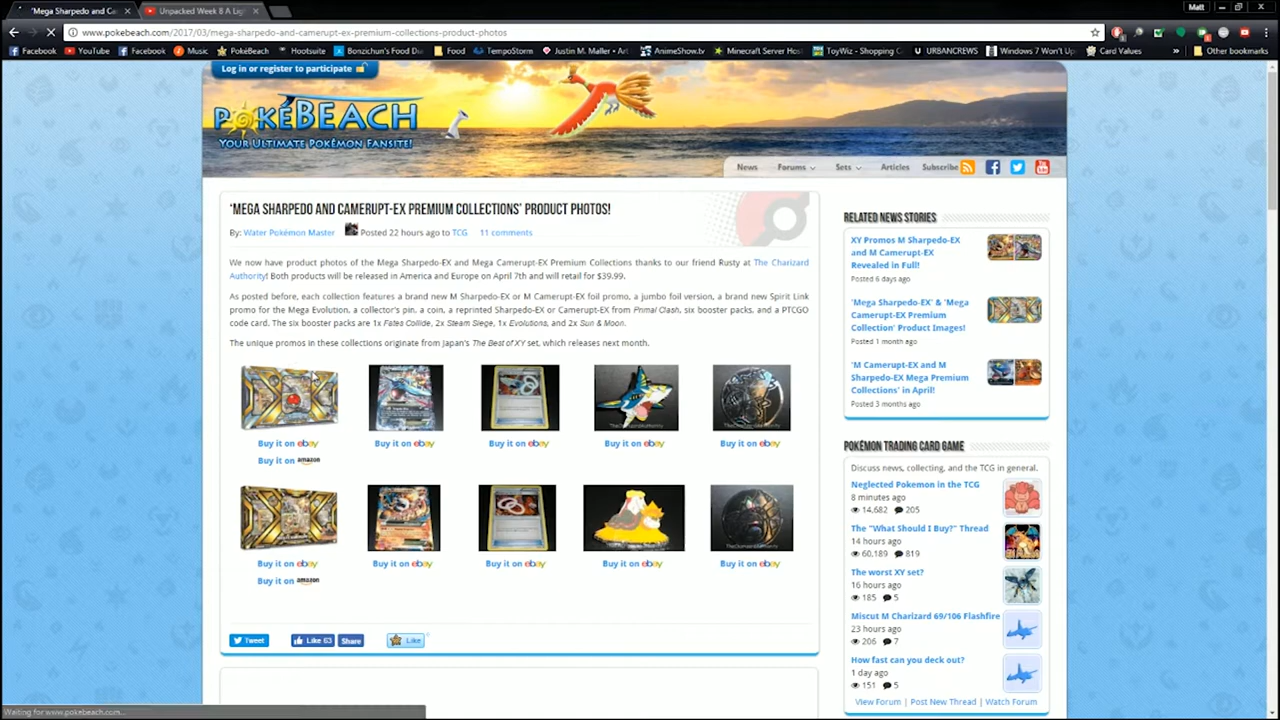 'Mega Sharpedo and Ca
Unpacked Week 8 A Lig
Matt
www.pokebeach.com/2017/03/mega-sharpedo-and-camerupt-ex-premium-collections-product-photos
Facebook
YouTube
Facebook
Music
PokéBeach
Hootsuite
Bonzichun's Food Dia
Food
TempoStorm
Justin M. Maller • Art
AnimeShow.tv
Minecraft Server Host
ToyWiz - Shopping C
URBANCREWS
Windows 7 Won't Up
Card Values
»
Other bookmarks
Log in or register to participate
POKÉBEACH
YOUR ULTIMATE POKÉMON FANSITE!
News
Forums
Sets
Articles
Subscribe
'MEGA SHARPEDO AND CAMERUPT-EX PREMIUM COLLECTIONS' PRODUCT PHOTOS!
By: Water Pokémon Master Posted 22 hours ago to TCG 11 comments
We now have product photos of the Mega Sharpedo-EX and Mega Camerupt-EX Premium Collections thanks to our friend Rusty at The Charizard
Authority! Both products will be released in America and Europe on April 7th and will retail for $39.99.
As posted before, each collection features a brand new M Sharpedo-EX or M Camerupt-EX foil promo, a jumbo foil version, a brand new Spirit Link
promo for the Mega Evolution, a collector's pin, a coin, a reprinted Sharpedo-EX or Camerupt-EX from Primal Clash, six booster packs, and a PTCGO
code card. The six booster packs are 1x Fates Collide, 2x Steam Siege, 1x Evolutions, and 2x Sun & Moon.
The unique promos in these collections originate from Japan's The Best of XY set, which releases next month.
Buy it on ebay
Buy it on ebay
Buy it on ebay
Buy it on ebay
Buy it on ebay
Buy it on amazon
Buy it on ebay
Buy it on ebay
Buy it on ebay
Buy it on ebay
Buy it on ebay
Buy it on amazon
Tweet
Like 63
Share
Like
RELATED NEWS STORIES
XY Promos M Sharpedo-EX
and M Camerupt-EX
Revealed in Full!
Posted 6 days ago
'Mega Sharpedo-EX' & 'Mega
Camerupt-EX Premium
Collection' Product Images!
Posted 1 month ago
'M Camerupt-EX and M
Sharpedo-EX Mega Premium
Collections' in April!
Posted 3 months ago
POKÉMON TRADING CARD GAME
Discuss news, collecting, and the TCG in general.
Neglected Pokemon in the TCG
8 minutes ago
14,682 205
The "What Should I Buy?" Thread
14 hours ago
60,189 819
The worst XY set?
16 hours ago
185 5
Miscut M Charizard 69/106 Flashfire
23 hours ago
206 7
How fast can you deck out?
1 day ago
151 5
View Forum | Post New Thread | Watch Forum
Waiting for www.pokebeach.com...